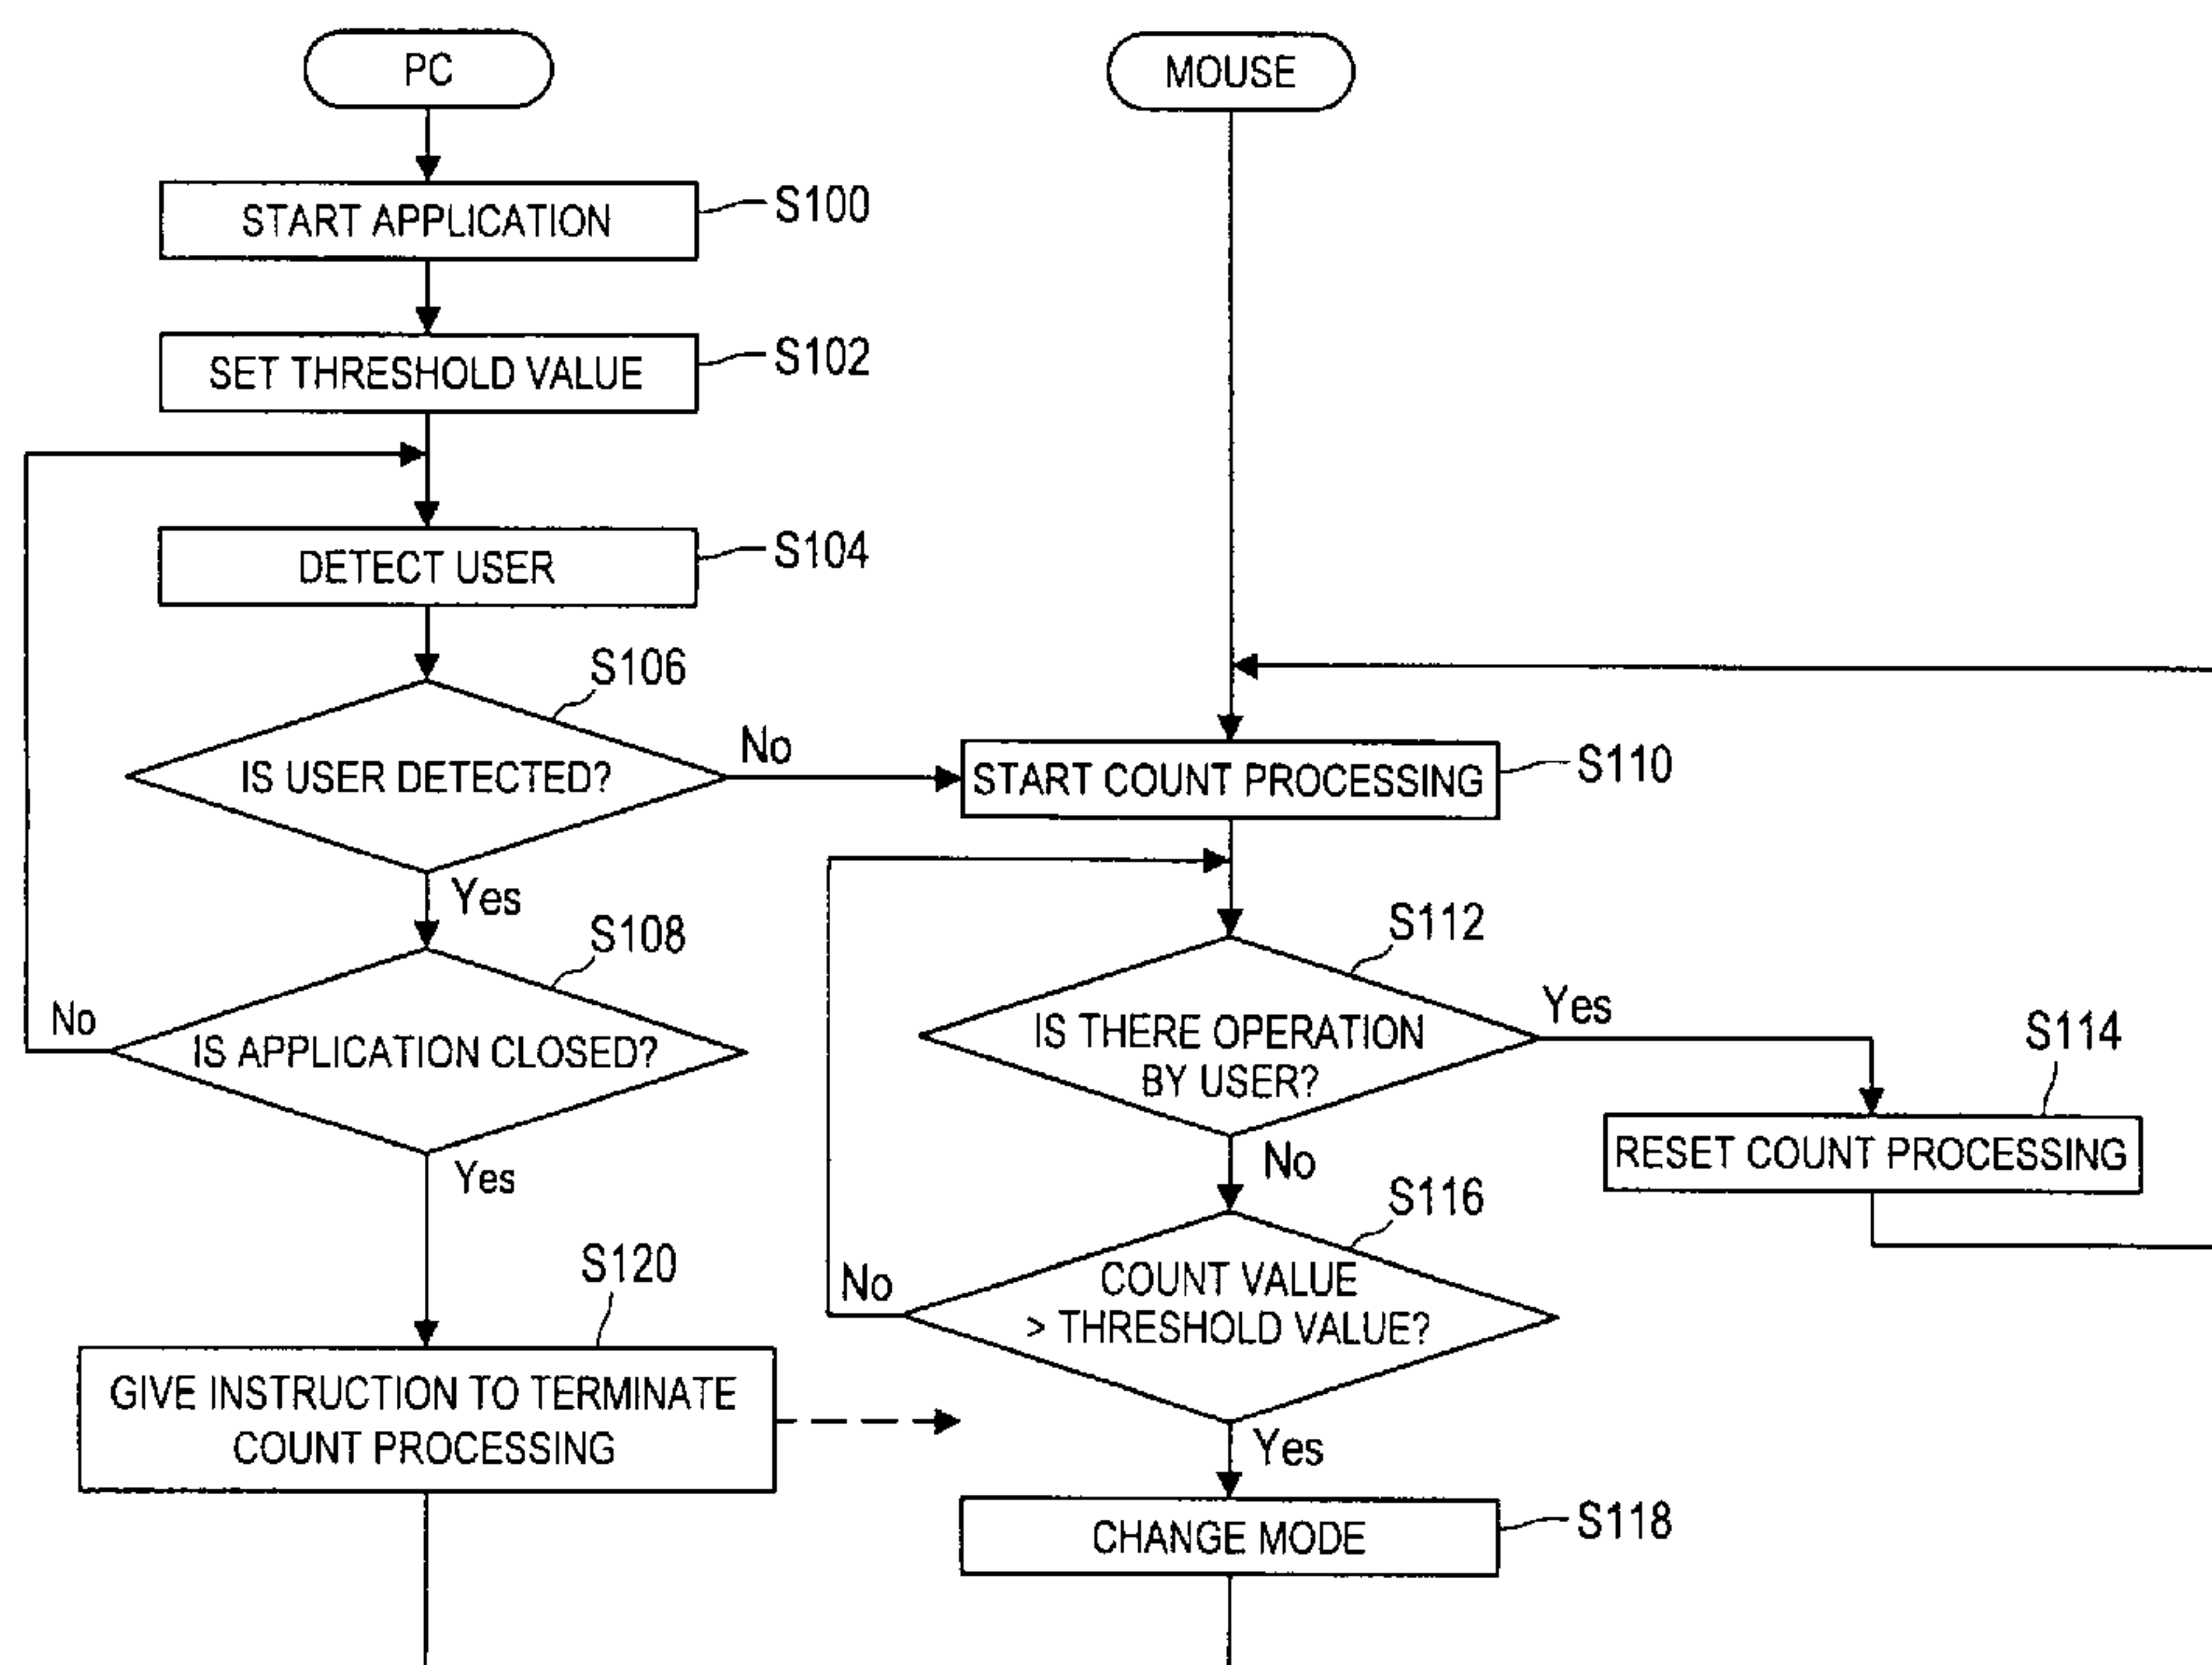 PC
START APPLICATION
S100
SET THRESHOLD VALUE
S102
DETECT USER
S104
S106
IS USER DETECTED?
No
Yes
S108
IS APPLICATION CLOSED?
No
Yes
S120
GIVE INSTRUCTION TO TERMINATE
COUNT PROCESSING
MOUSE
START COUNT PROCESSING
S110
S112
IS THERE OPERATION
BY USER?
Yes
S114
RESET COUNT PROCESSING
No
S116
COUNT VALUE
> THRESHOLD VALUE?
No
Yes
CHANGE MODE
S118